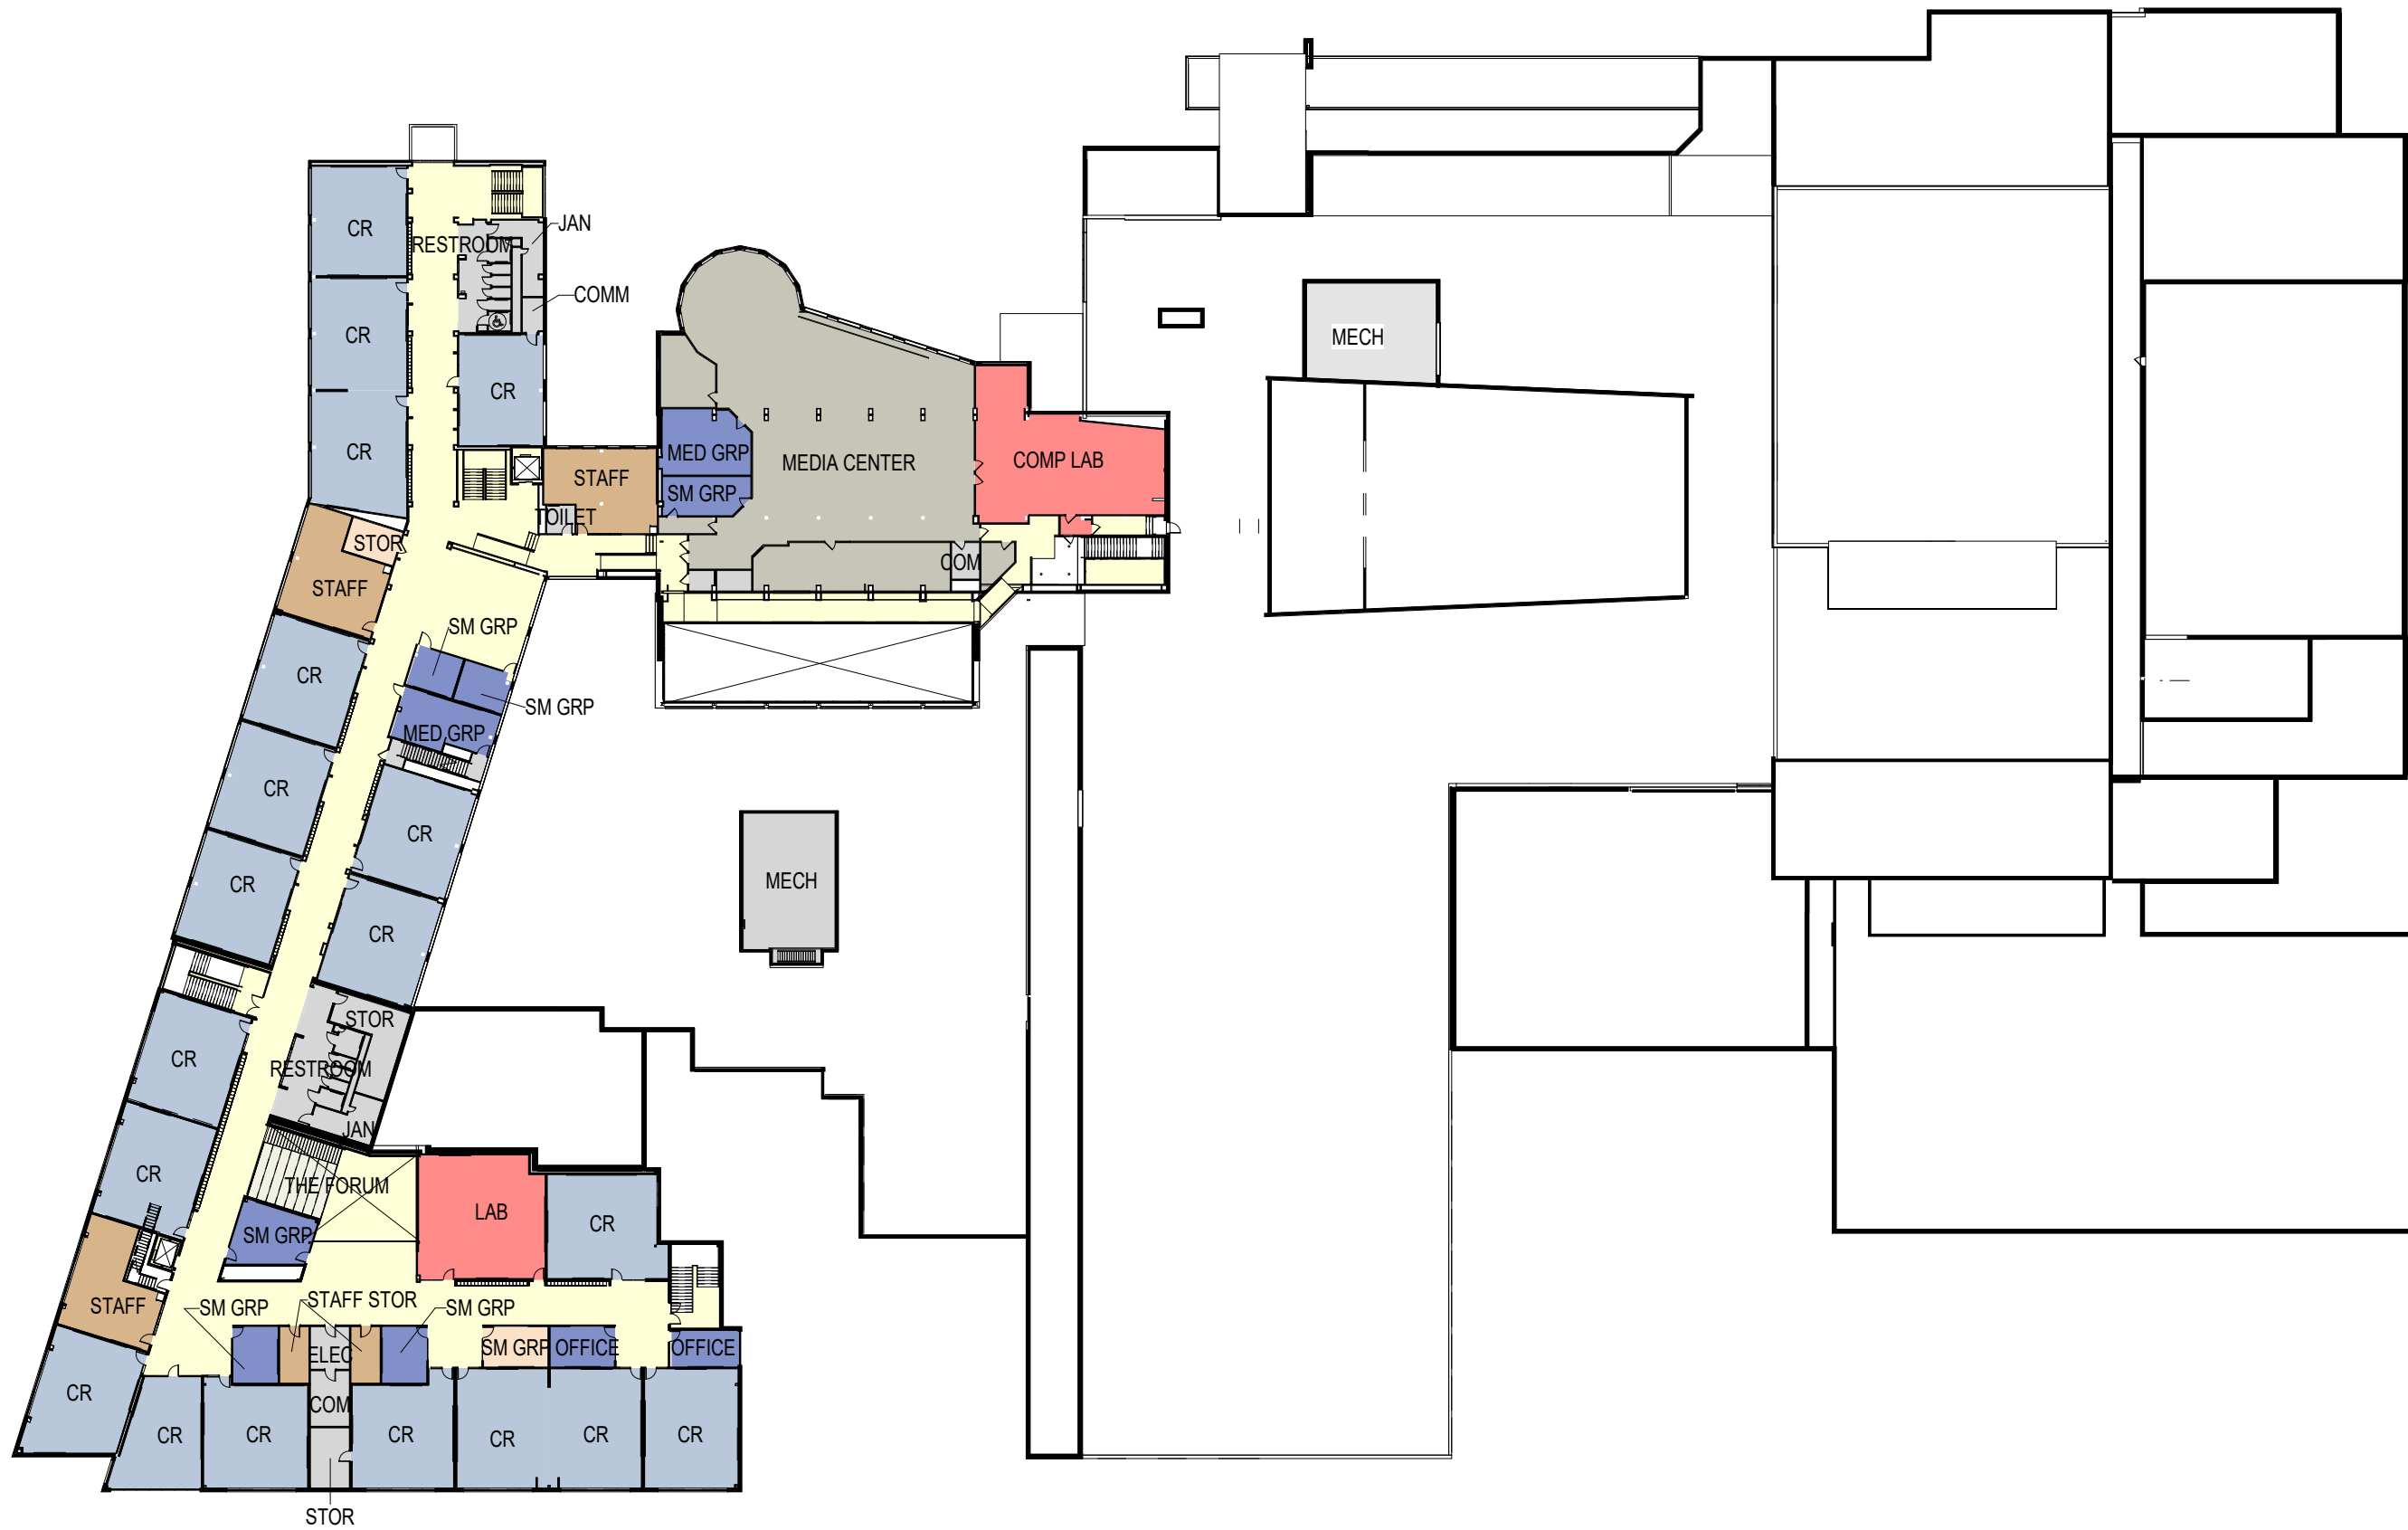 CR
RESTROOM
JAN
COMM
CR
MECH
CR
CR
MED GRP
MEDIA CENTER
COMP LAB
STAFF
SM GRP
TOILET
STOR
COM
STAFF
SM GRP
CR
SM GRP
MED GRP
CR
CR
CR
MECH
CR
STOR
CR
RESTROOM
JAN
CR
THE FORUM
LAB
CR
SM GRP
STAFF
SM GRP
STAFF STOR
SM GRP
ELEC
SM GRP
OFFICE
OFFICE
CR
COM
CR
CR
CR
CR
CR
CR
STOR